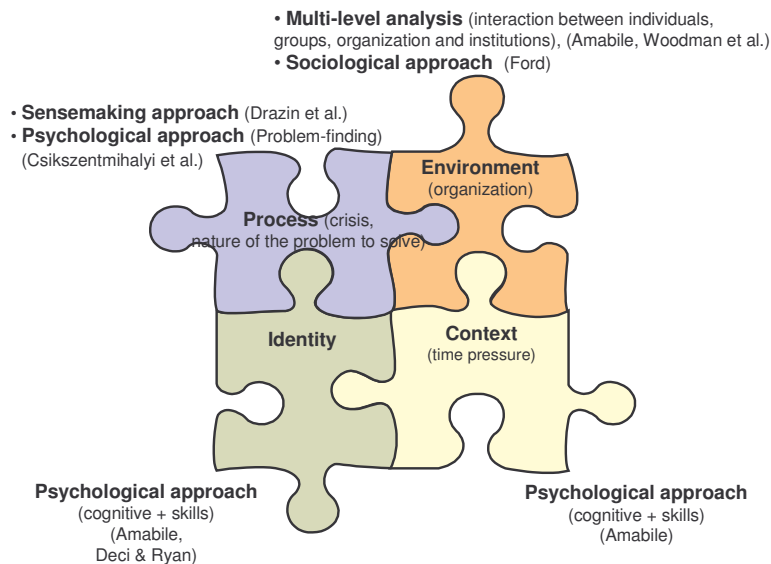 • Multi-level analysis (interaction between individuals,
groups, organization and institutions), (Amabile, Woodman et al.)
• Sociological approach (Ford)
• Sensemaking approach (Drazin et al.)
• Psychological approach (Problem-finding)
(Csikszentmihalyi et al.)
Environment
(organization)
Process (crisis,
nature of the problem to solve)
Identity
Context
(time pressure)
Psychological approach
(cognitive + skills)
(Amabile,
Deci & Ryan)
Psychological approach
(cognitive + skills)
(Amabile)